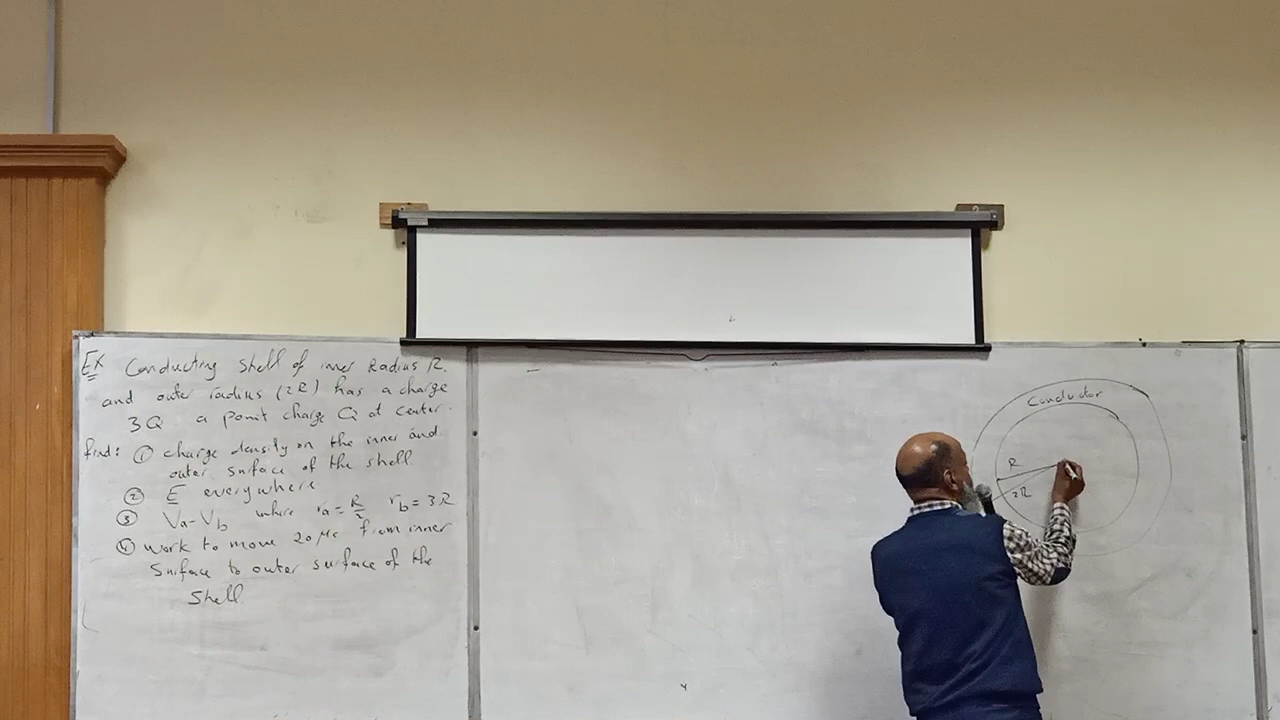 EX Conducting Shell of inner Radius R.
and outer radius (2R) has a charge
3Q a point charge Q at center.
find: ① charge density on the inner and
outer surface of the shell.
② E everywhere
③ Va - Vb where ra = R/2 rb = 3R
④ work to move 20 μc from inner
Surface to outer surface of the
Shell
Conductor
R
2R